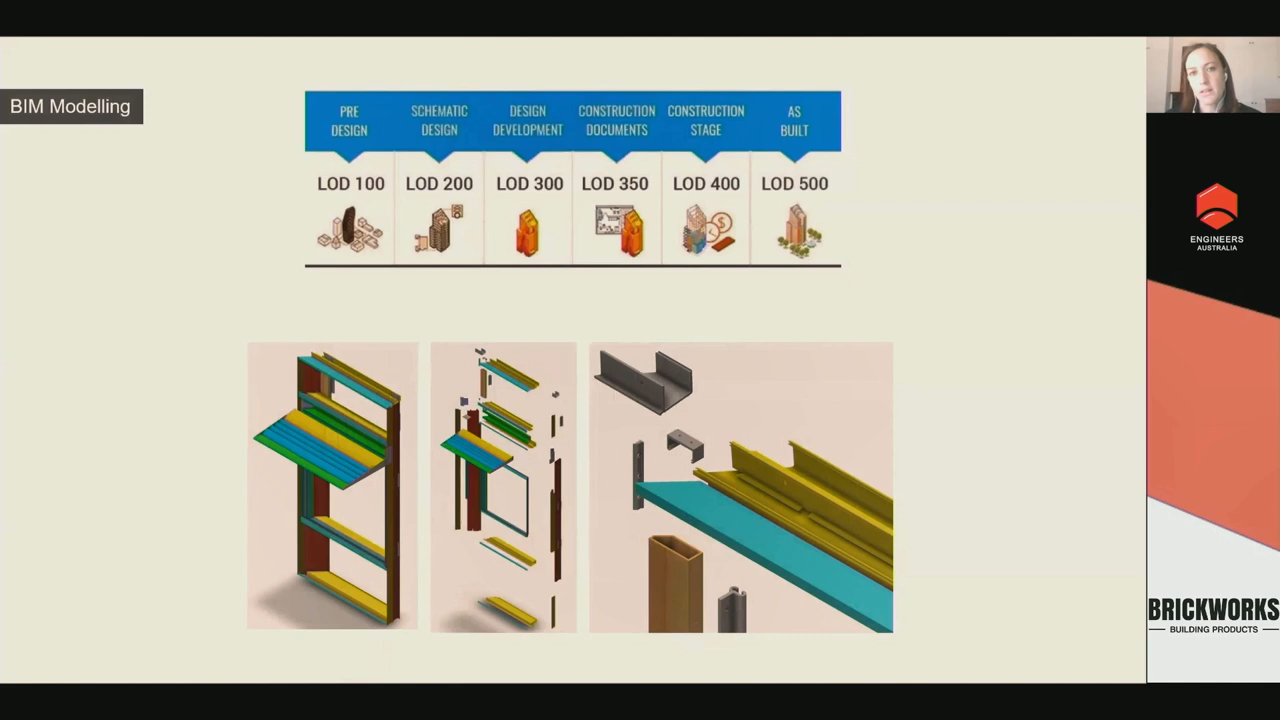 BIM Modelling
PRE
DESIGN
SCHEMATIC
DESIGN
DESIGN
DEVELOPMENT
CONSTRUCTION
DOCUMENTS
CONSTRUCTION
STAGE
AS
BUILT
LOD 100
LOD 200
LOD 300
LOD 350
LOD 400
LOD 500
ENGINEERS
AUSTRALIA
BRICKWORKS
BUILDING PRODUCTS